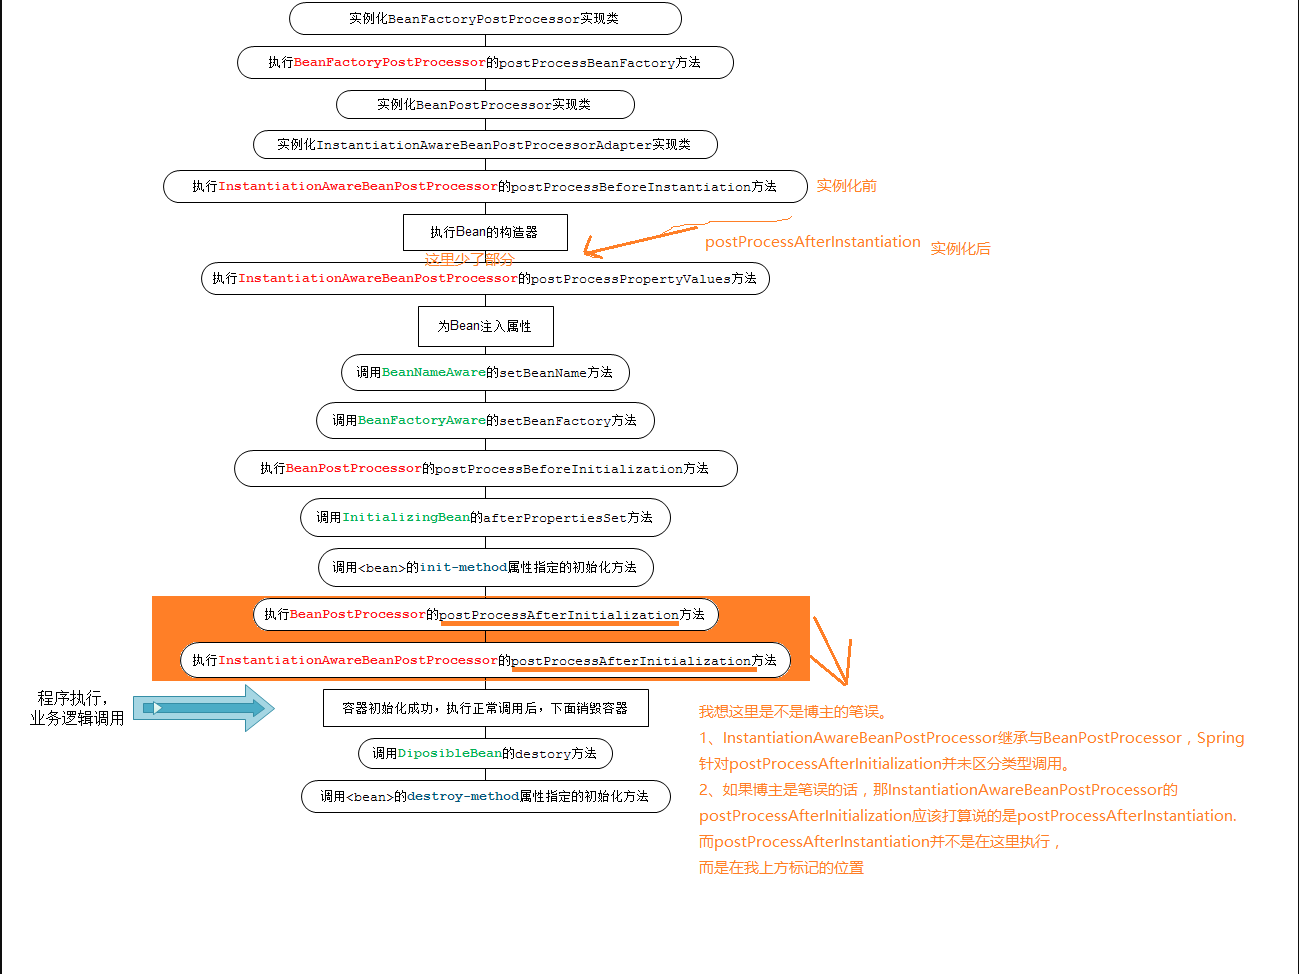 实例化BeanFactoryPostProcessor实现类
执行BeanFactoryPostProcessor的postProcessBeanFactory方法
实例化BeanPostProcessor实现类
实例化InstantiationAwareBeanPostProcessorAdapter实现类
执行InstantiationAwareBeanPostProcessor的postProcessBeforeInstantiation方法
实例化前
执行Bean的构造器
postProcessAfterInstantiation
实例化后
这里少了部分
执行InstantiationAwareBeanPostProcessor的postProcessPropertyValues方法
为Bean注入属性
调用BeanNameAware的setBeanName方法
调用BeanFactoryAware的setBeanFactory方法
执行BeanPostProcessor的postProcessBeforeInitialization方法
调用InitializingBean的afterPropertiesSet方法
调用<bean>的init-method属性指定的初始化方法
执行BeanPostProcessor的postProcessAfterInitialization方法
执行InstantiationAwareBeanPostProcessor的postProcessAfterInitialization方法
程序执行，
业务逻辑调用
容器初始化成功，执行正常调用后，下面销毁容器
调用DiposibleBean的destory方法
调用<bean>的destroy-method属性指定的初始化方法
我想这里是不是博主的笔误。
1、InstantiationAwareBeanPostProcessor继承与BeanPostProcessor，Spring
针对postProcessAfterInitialization并未区分类型调用。
2、如果博主是笔误的话，那InstantiationAwareBeanPostProcessor的
postProcessAfterInitialization应该打算说的是postProcessAfterInstantiation.
而postProcessAfterInstantiation并不是在这里执行，
而是在我上方标记的位置